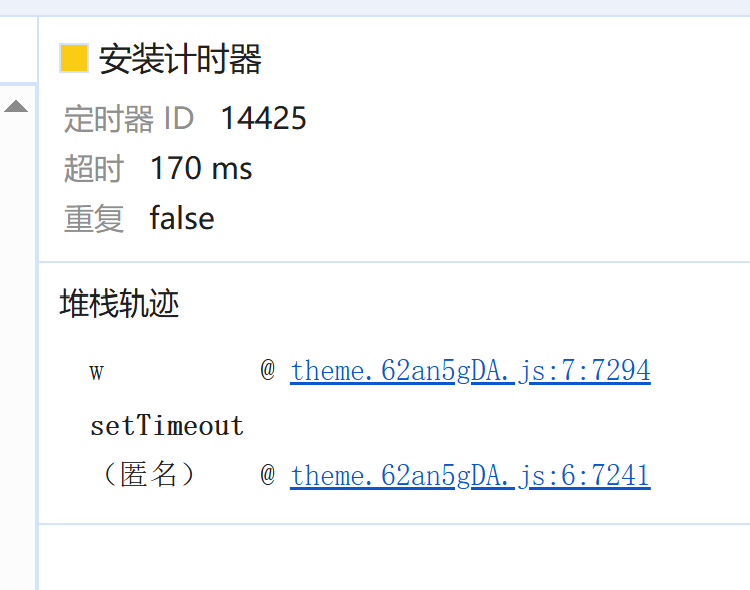 安装计时器
定时器 ID 14425
超时 170 ms
重复 false
堆栈轨迹
w @ theme.62an5gDA.js:7:7294
setTimeout
（匿名） @ theme.62an5gDA.js:6:7241